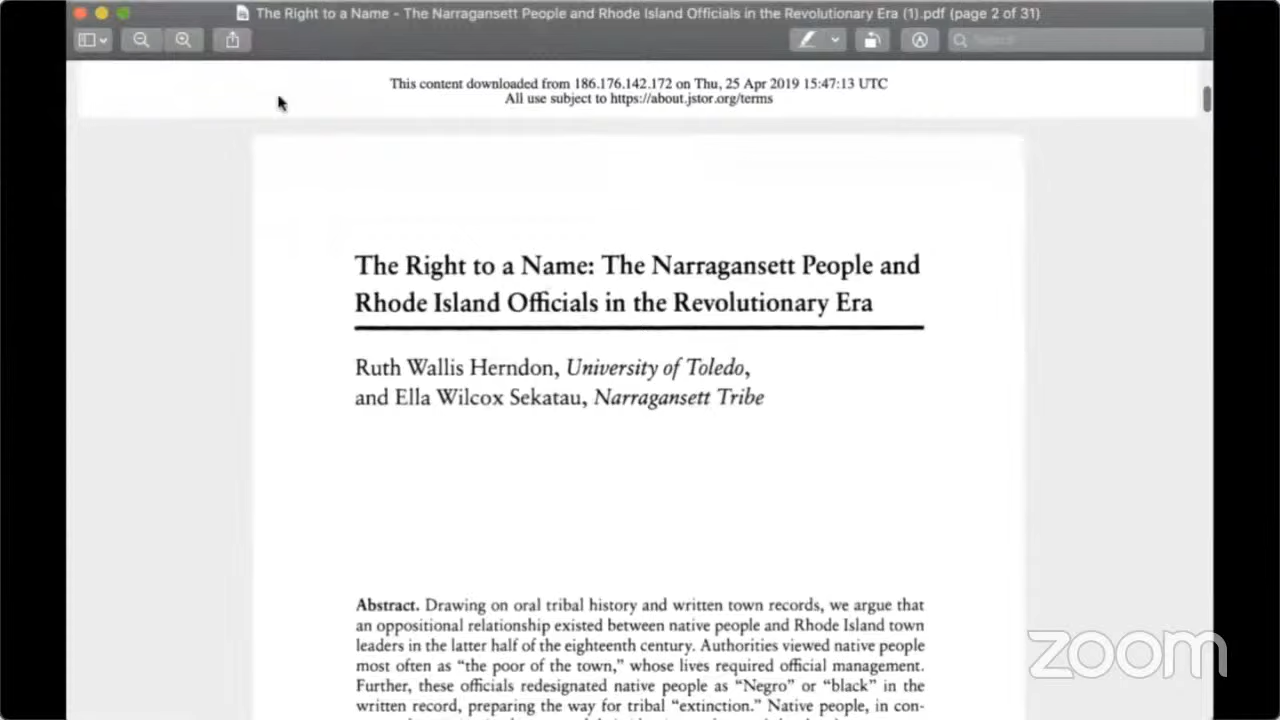 The Right to a Name - The Narragansett People and Rhode Island Officials in the Revolutionary Era (1).pdf (page 2 of 31)
Search
This content downloaded from 186.176.142.172 on Thu, 25 Apr 2019 15:47:13 UTC
All use subject to https://about.jstor.org/terms
The Right to a Name: The Narragansett People and
Rhode Island Officials in the Revolutionary Era
Ruth Wallis Herndon, University of Toledo,
and Ella Wilcox Sekatau, Narragansett Tribe
Abstract. Drawing on oral tribal history and written town records, we argue that
an oppositional relationship existed between native people and Rhode Island town
leaders in the latter half of the eighteenth century. Authorities viewed native people
most often as “the poor of the town,” whose lives required official management.
Further, these officials redesignated native people as “Negro” or “black” in the
written record, preparing the way for tribal “extinction.” Native people, in con-
zoom